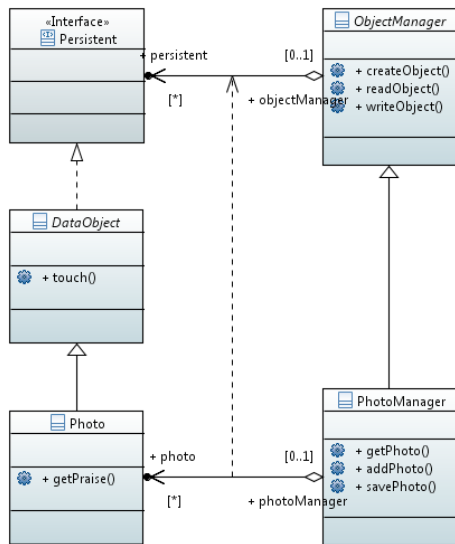 «Interface»
Persistent
ObjectManager
+ persistent
[0..1]
[*]
+ objectManager
+ createObject()
+ readObject()
+ writeObject()
DataObject
+ touch()
Photo
+ getPraise()
+ photo
[0..1]
[*]
+ photoManager
PhotoManager
+ getPhoto()
+ addPhoto()
+ savePhoto()